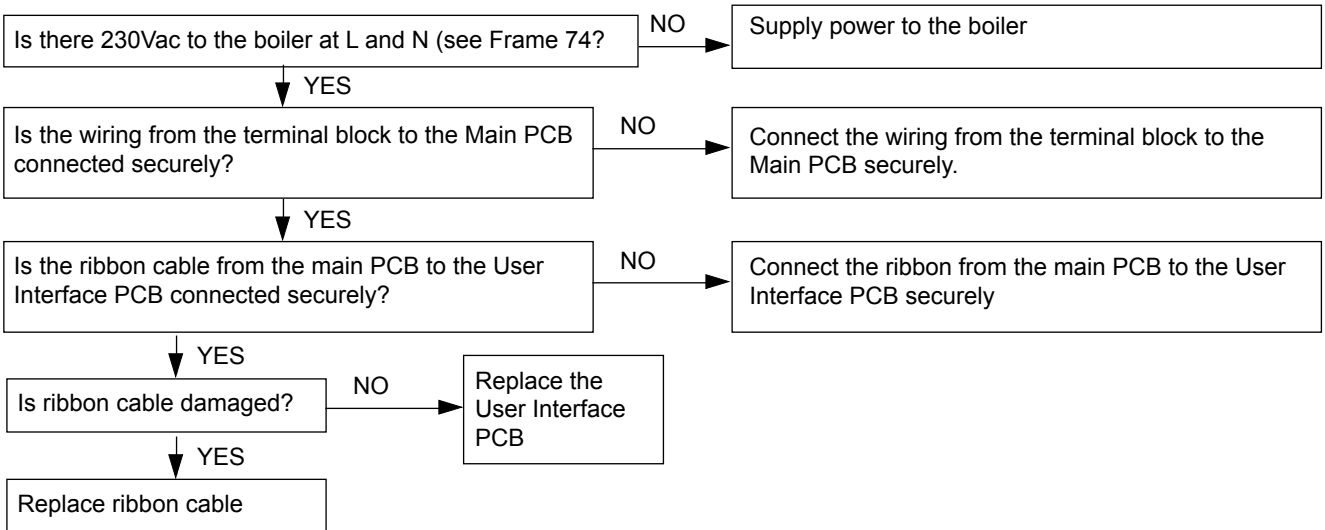 Is there 230Vac to the boiler at L and N (see Frame 74?
NO
Supply power to the boiler
YES
Is the wiring from the terminal block to the Main PCB
connected securely?
NO
Connect the wiring from the terminal block to the
Main PCB securely.
YES
Is the ribbon cable from the main PCB to the User
Interface PCB connected securely?
NO
Connect the ribbon from the main PCB to the User
Interface PCB securely
YES
Is ribbon cable damaged?
NO
Replace the
User Interface
PCB
YES
Replace ribbon cable